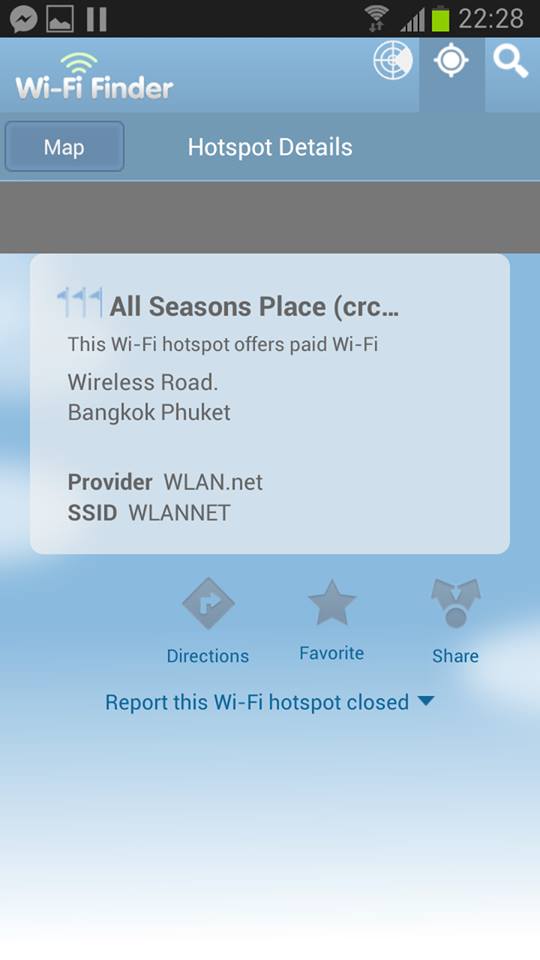 22:28
Wi-Fi Finder
Map
Hotspot Details
All Seasons Place (crc...
This Wi-Fi hotspot offers paid Wi-Fi
Wireless Road.
Bangkok Phuket
Provider WLAN.net
SSID WLANNET
Directions
Favorite
Share
Report this Wi-Fi hotspot closed